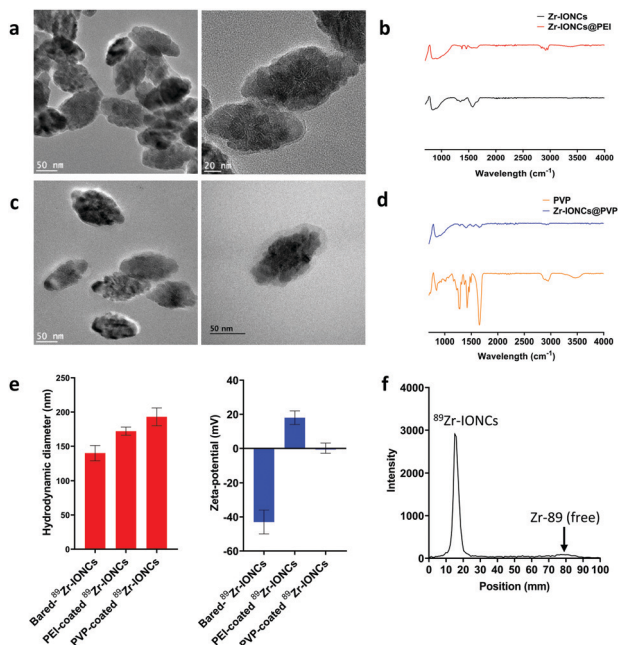 a
50 nm
20 nm
b
Zr-IONCs
Zr-IONCs@PEI
1000 1500 2000 2500 3000 3500 4000
Wavelength (cm⁻¹)
c
50 nm
50 nm
d
PVP
Zr-IONCs@PVP
1000 1500 2000 2500 3000 3500 4000
Wavelength (cm⁻¹)
e
Hydrodynamic diameter (nm)
250
200
150
100
50
0
Bared-⁸⁹Zr-IONCs
PEI-coated ⁸⁹Zr-IONCs
PVP-coated ⁸⁹Zr-IONCs
Zeta-potential (mV)
40
20
0
-20
-40
-60
Bared-⁸⁹Zr-IONCs
PEI-coated ⁸⁹Zr-IONCs
PVP-coated ⁸⁹Zr-IONCs
f
Intensity
4000
3000
2000
1000
0
⁸⁹Zr-IONCs
Zr-89 (free)
0 10 20 30 40 50 60 70 80 90 100
Position (mm)